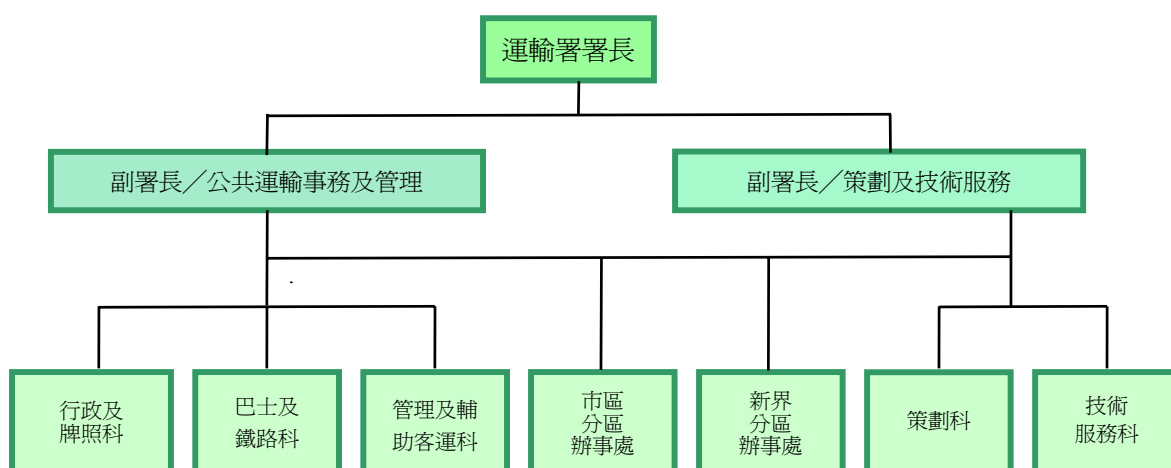 運輸署署長
副署長／公共運輸事務及管理
副署長／策劃及技術服務
行政及
牌照科
巴士及
鐵路科
管理及輔
助客運科
市區
分區
辦事處
新界
分區
辦事處
策劃科
技術
服務科